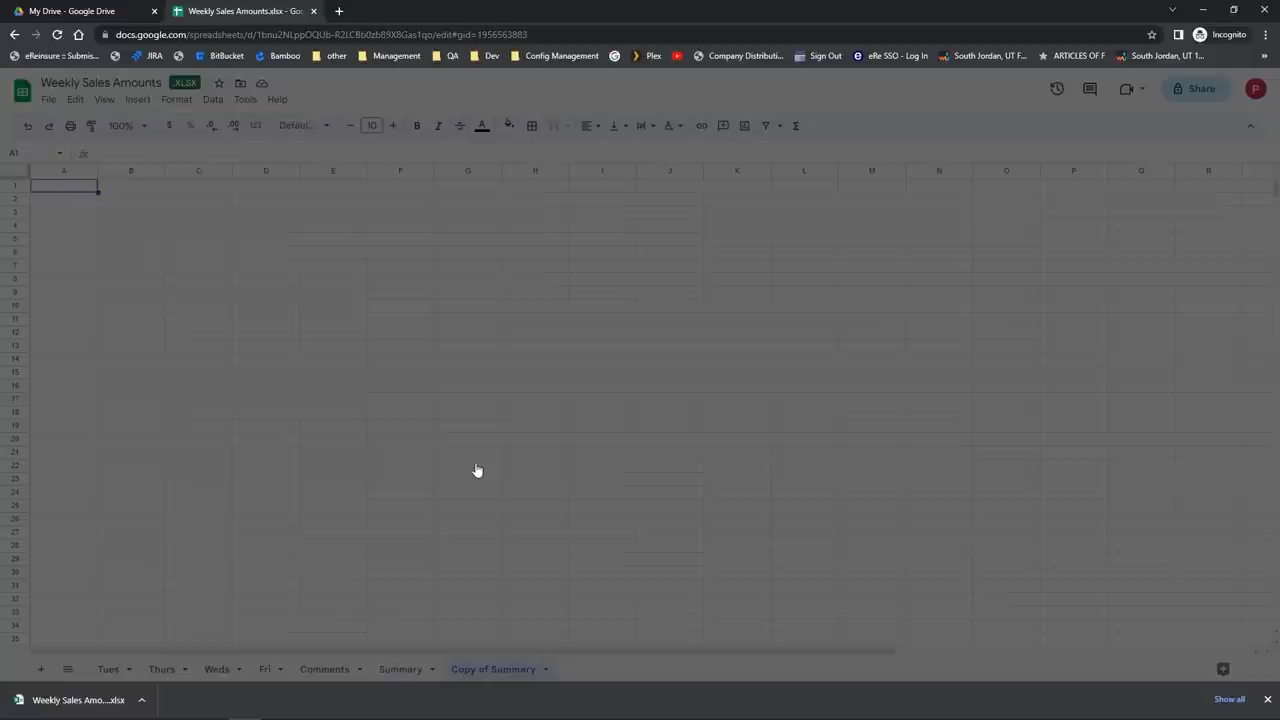 My Drive - Google Drive
Weekly Sales Amounts.xlsx - Goo
docs.google.com/spreadsheets/d/1bnu2NLppOQUb-R2LCBb0zb89X8Gas1qo/edit#gid=1956563883
Incognito
eReinsure :: Submis...
JIRA
BitBucket
Bamboo
other
Management
QA
Dev
Config Management
Plex
Company Distributi...
Sign Out
eRe SSO - Log In
South Jordan, UT F...
ARTICLES OF F
South Jordan, UT 1...
Weekly Sales Amounts .XLSX
File Edit View Insert Format Data Tools Help
Share
P
100% $ % .0 .00 123 Defaul... - 10 + B I A
A1 fx
A B C D E F G H I J K L M N O P Q R
1
2
3
4
5
6
7
8
9
10
11
12
13
14
15
16
17
18
19
20
21
22
23
24
25
26
27
28
29
30
31
32
33
34
35
+ Tues Thurs Weds Fri Comments Summary Copy of Summary
Weekly Sales Amo....xlsx
Show all